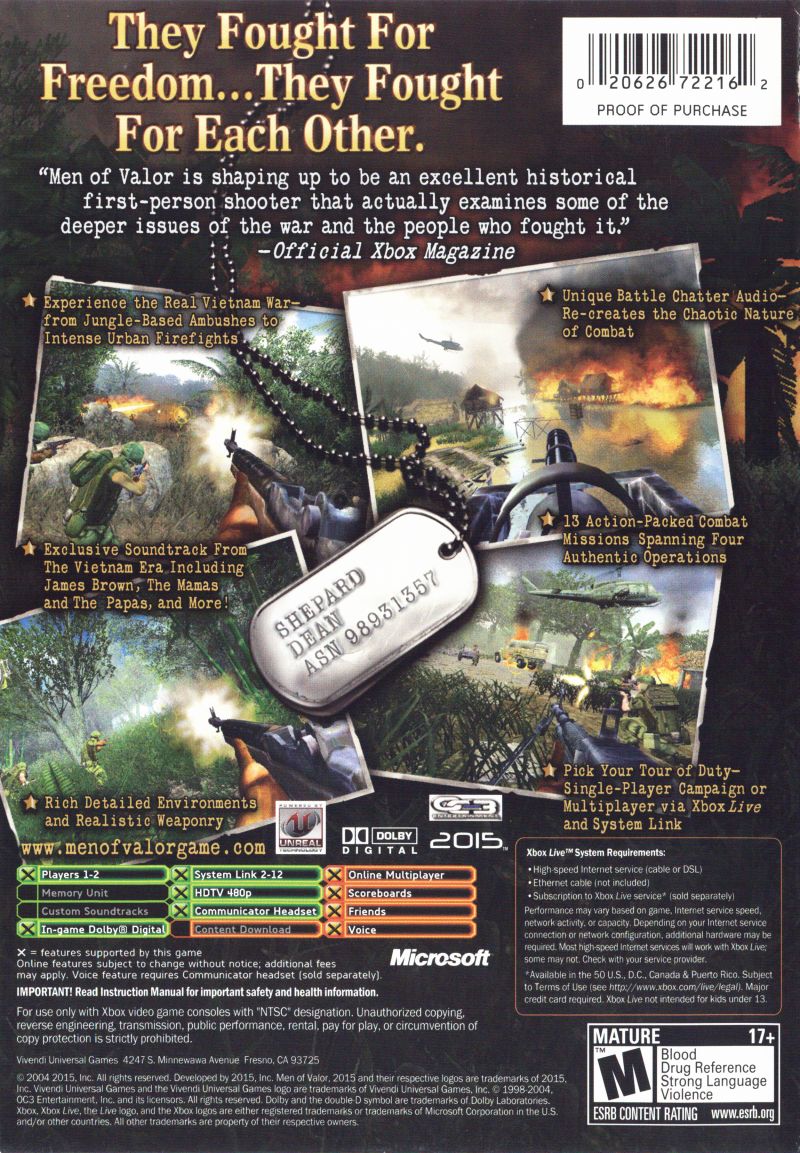 They Fought For
Freedom...They Fought
For Each Other.
0 20626 72216 2
PROOF OF PURCHASE
"Men of Valor is shaping up to be an excellent historical
first-person shooter that actually examines some of the
deeper issues of the war and the people who fought it."
—Official Xbox Magazine
Experience the Real Vietnam War—
from Jungle-Based Ambushes to
Intense Urban Firefights
Unique Battle Chatter Audio—
Re-creates the Chaotic Nature
of Combat
Exclusive Soundtrack From
The Vietnam Era Including
James Brown, The Mamas
and The Papas, and More!
13 Action-Packed Combat
Missions Spanning Four
Authentic Operations
SHEPARD
DEAN
ASN 98931357
Rich Detailed Environments
and Realistic Weaponry
Pick Your Tour of Duty—
Single-Player Campaign or
Multiplayer via Xbox Live
and System Link
www.menofvalorgame.com
POWERED BY
UNREAL
TECHNOLOGY
DOLBY
DIGITAL
OC3
ENTERTAINMENT
2015™
Players 1-2
Memory Unit
Custom Soundtracks
In-game Dolby® Digital
System Link 2-12
HDTV 480p
Communicator Headset
Content Download
Online Multiplayer
Scoreboards
Friends
Voice
X = features supported by this game
Online features subject to change without notice; additional fees
may apply. Voice feature requires Communicator headset (sold separately).
Microsoft
IMPORTANT! Read Instruction Manual for important safety and health information.
For use only with Xbox video game consoles with "NTSC" designation. Unauthorized copying,
reverse engineering, transmission, public performance, rental, pay for play, or circumvention of
copy protection is strictly prohibited.
Vivendi Universal Games 4247 S. Minnewawa Avenue Fresno, CA 93725
© 2004 2015, Inc. All rights reserved. Developed by 2015, Inc. Men of Valor, 2015 and their respective logos are trademarks of 2015,
Inc. Vivendi Universal Games and the Vivendi Universal Games logo are trademarks of Vivendi Universal Games, Inc. © 1998-2004,
OC3 Entertainment, Inc. and its licensors. All rights reserved. Dolby and the double-D symbol are trademarks of Dolby Laboratories.
Xbox, Xbox Live, the Live logo, and the Xbox logos are either registered trademarks or trademarks of Microsoft Corporation in the U.S.
and/or other countries. All other trademarks are property of their respective owners.
Xbox Live™ System Requirements:
• High-speed Internet service (cable or DSL)
• Ethernet cable (not included)
• Subscription to Xbox Live service* (sold separately)
Performance may vary based on game, Internet service speed,
network activity, or capacity. Depending on your Internet service
connection or network configuration, additional hardware may be
required. Most high-speed Internet services will work with Xbox Live;
some may not. Check with your service provider.
*Available in the 50 U.S., D.C., Canada & Puerto Rico. Subject
to Terms of Use (see http://www.xbox.com/live/legal). Major
credit card required. Xbox Live not intended for kids under 13.
MATURE 17+
M™
Blood
Drug Reference
Strong Language
Violence
ESRB CONTENT RATING www.esrb.org